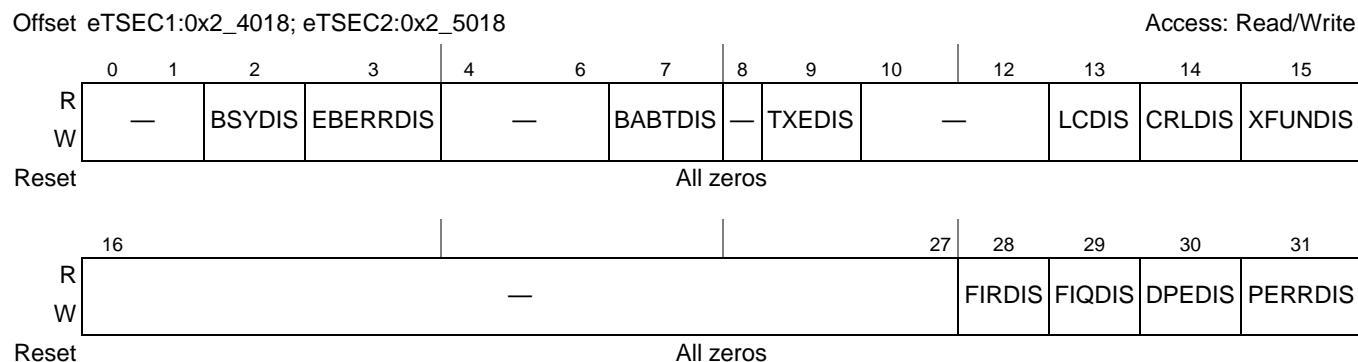 Offset eTSEC1:0x2_4018; eTSEC2:0x2_5018 Access: Read/Write
0 1 2 3 4 6 7 8 9 10 12 13 14 15
R
W
— BSYDIS EBERRDIS — BABTDIS — TXEDIS — LCDIS CRLDIS XFUNDIS
Reset All zeros
16 27 28 29 30 31
R
W
— FIRDIS FIQDIS DPEDIS PERRDIS
Reset All zeros